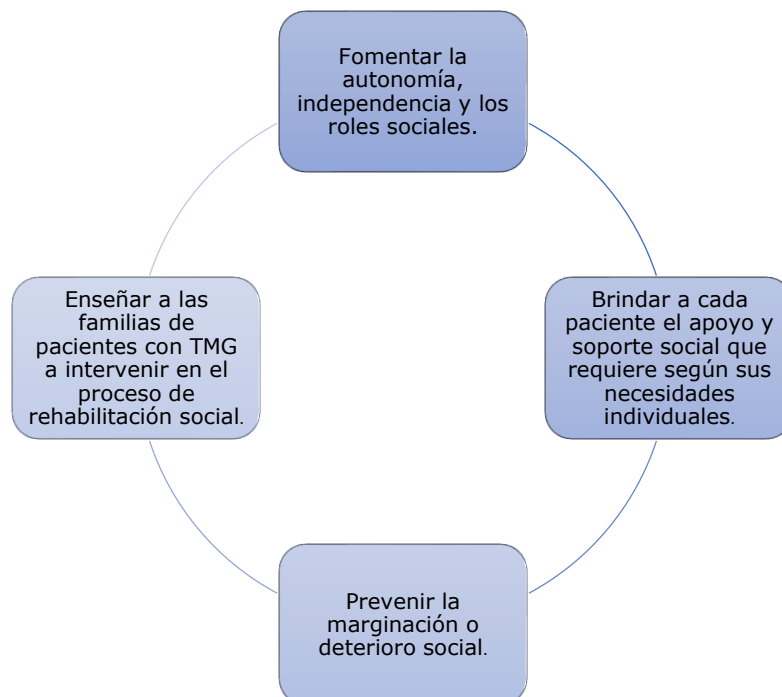 Fomentar la
autonomía,
independencia y los
roles sociales.
Brindar a cada
paciente el apoyo y
soporte social que
requiere según sus
necesidades
individuales.
Prevenir la
marginación o
deterioro social.
Enseñar a las
familias de
pacientes con TMG
a intervenir en el
proceso de
rehabilitación social.